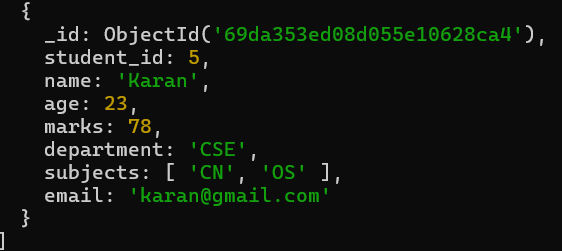 {
_id: ObjectId('69da353ed08d055e10628ca4'),
student_id: 5,
name: 'Karan',
age: 23,
marks: 78,
department: 'CSE',
subjects: [ 'CN', 'OS' ],
email: 'karan@gmail.com'
}
]